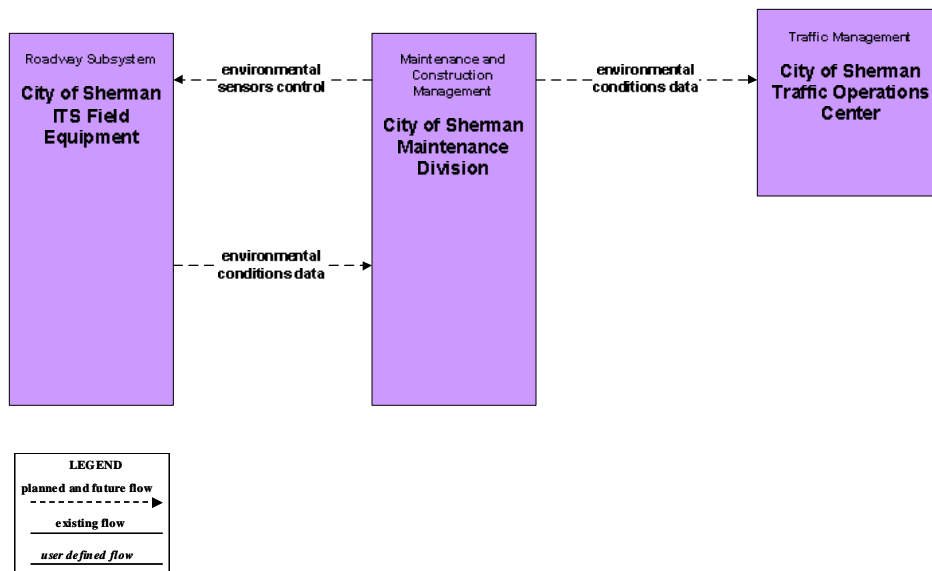 Roadway Subsystem
City of Sherman
ITS Field
Equipment
environmental
sensors control
Maintenance and
Construction
Management
City of Sherman
Maintenance
Division
environmental
conditions data
Traffic Management
City of Sherman
Traffic Operations
Center
environmental
conditions data
LEGEND
planned and future flow
existing flow
user defined flow